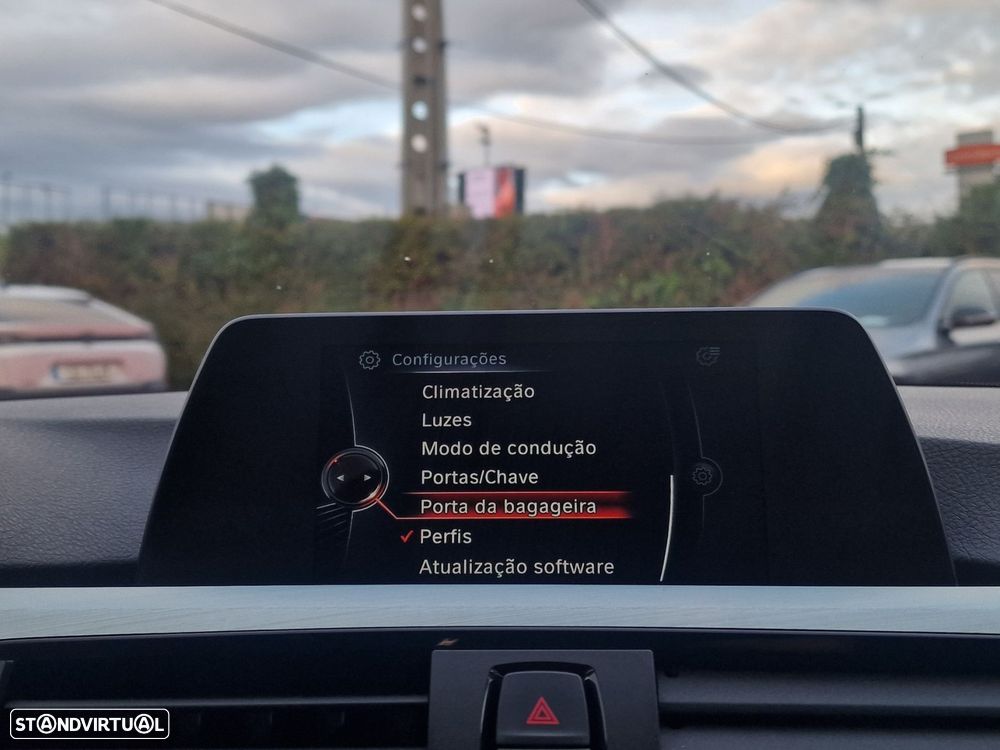 Configurações
Climatização
Luzes
Modo de condução
Portas/Chave
Porta da bagageira
Perfis
Atualização software
STANDVIRTUAL